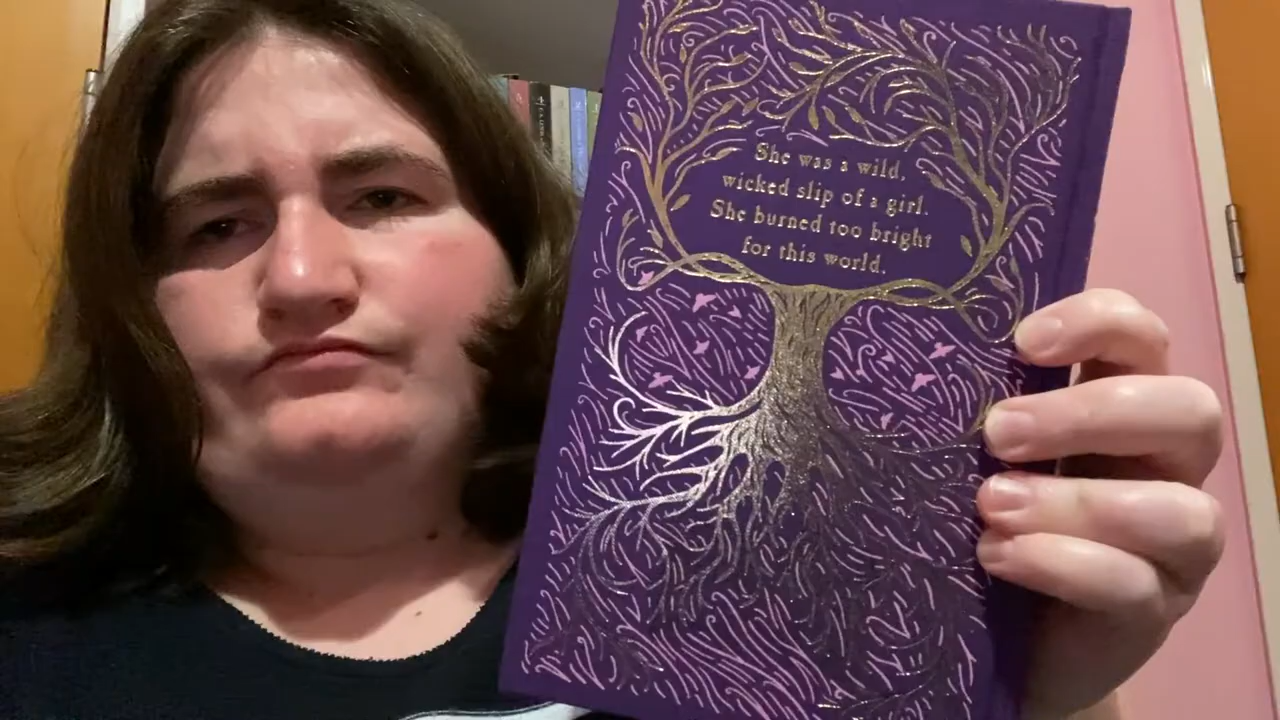 She was a wild,
wicked slip of a girl.
She burned too bright
for this world.